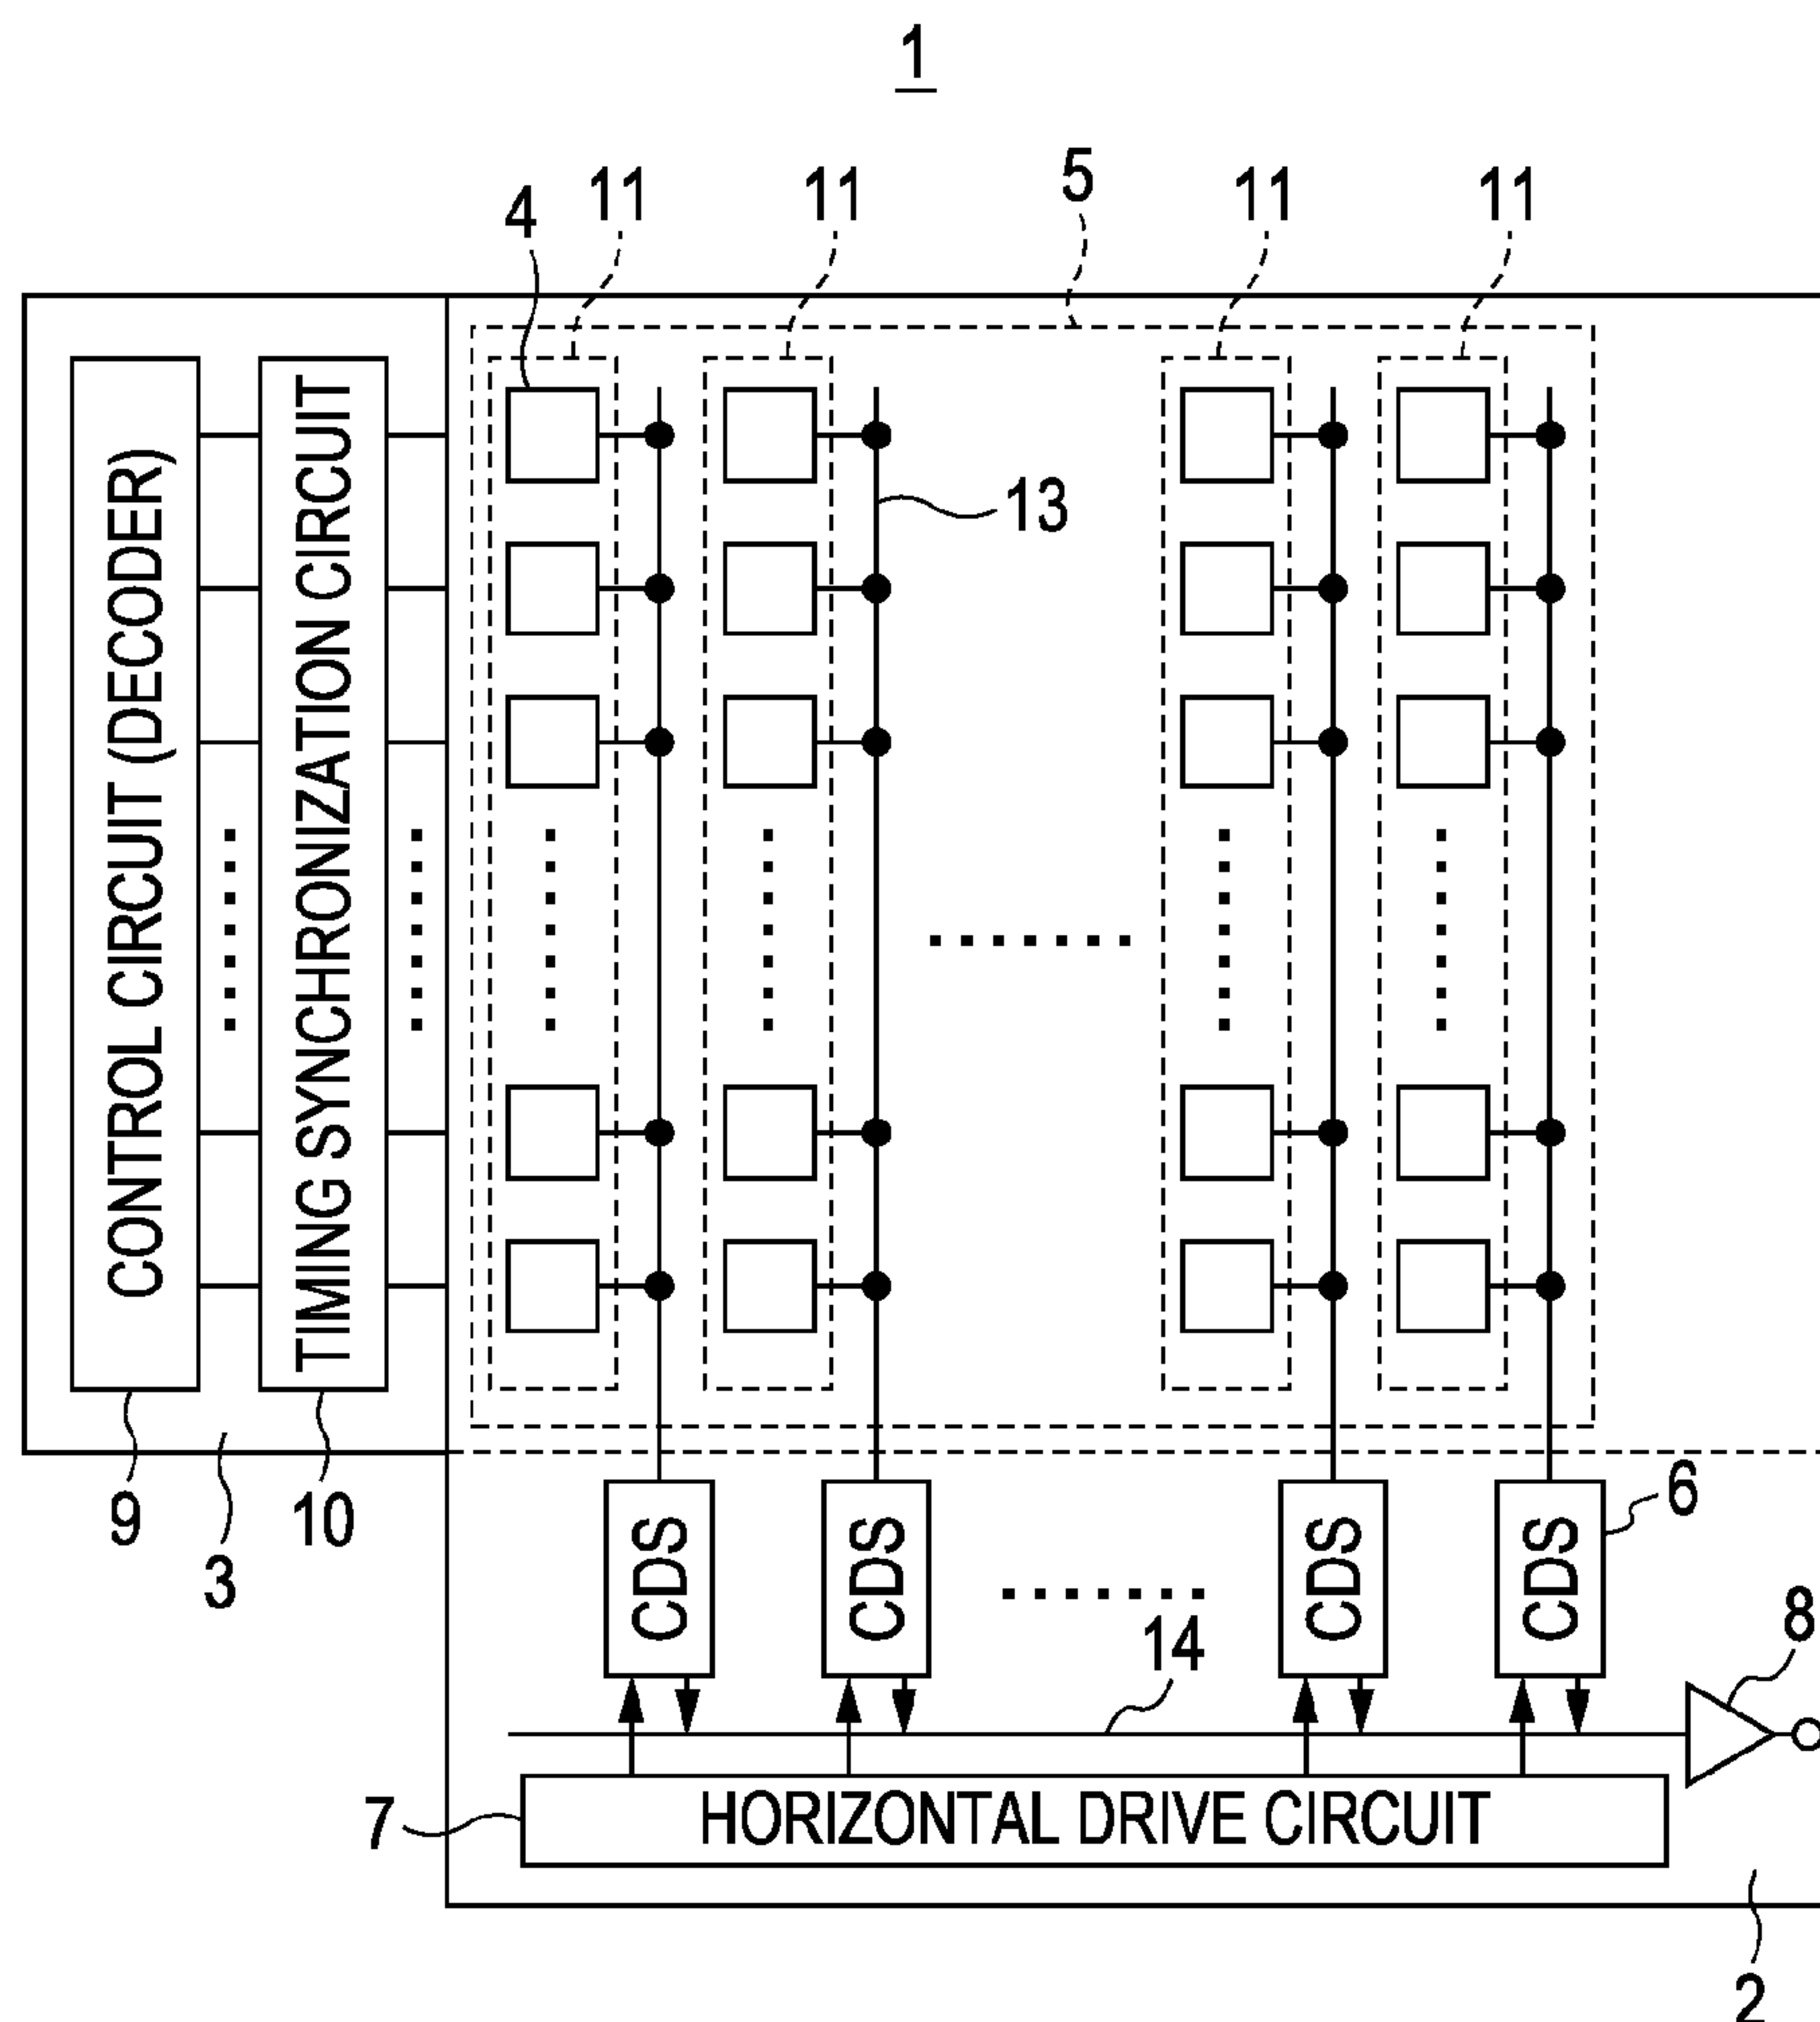 1
5
4
11
11
11
11
13
CONTROL CIRCUIT (DECODER)
TIMING SYNCHRONIZATION CIRCUIT
9
3
10
CDS
CDS
CDS
CDS
6
14
8
7
HORIZONTAL DRIVE CIRCUIT
2